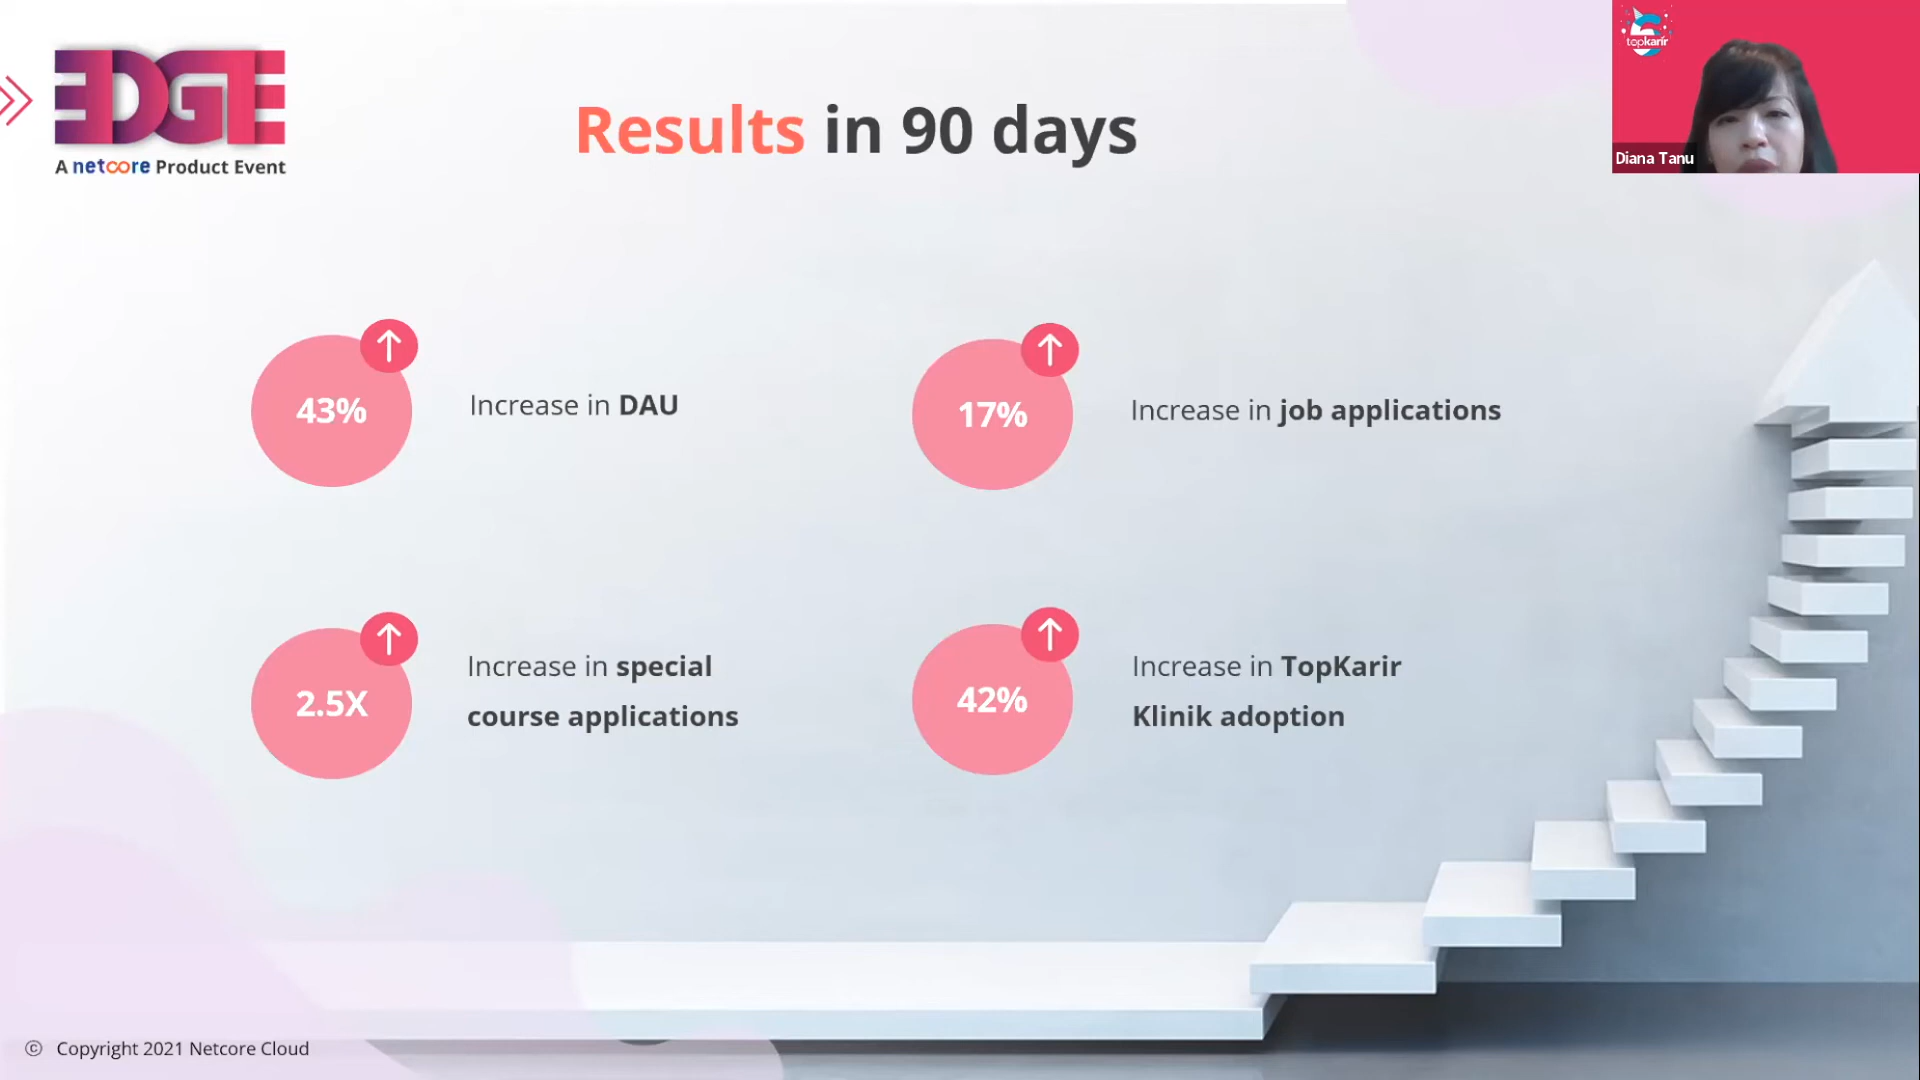 EDGE
A netcore Product Event
Results in 90 days
topkarir
Diana Tanu
43%
Increase in DAU
17%
Increase in job applications
2.5X
Increase in special
course applications
42%
Increase in TopKarir
Klinik adoption
© Copyright 2021 Netcore Cloud